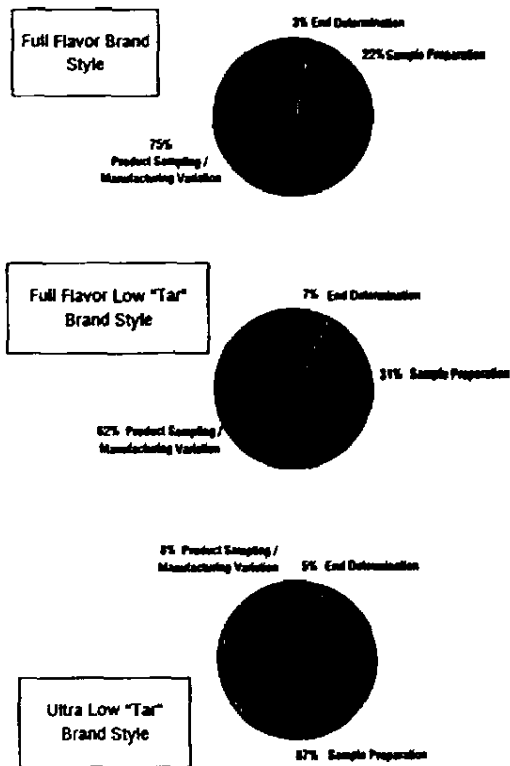 Full Flavor Brand
Style
3% End Determination
22% Sample Preparation
75%
Product Sampling /
Manufacturing Variation
Full Flavor Low "Tar"
Brand Style
7% End Determination
31% Sample Preparation
62% Product Sampling /
Manufacturing Variation
8% Product Sampling /
Manufacturing Variation
5% End Determination
Ultra Low "Tar"
Brand Style
87% Sample Preparation